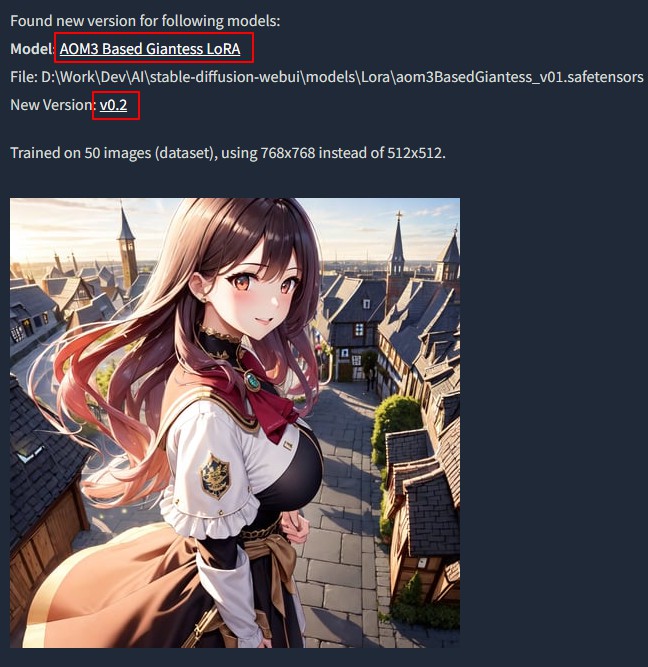 Found new version for following models:
Model: AOM3 Based Giantess LoRA
File: D:\Work\Dev\AI\stable-diffusion-webui\models\Lora\aom3BasedGiantess_v01.safetensors
New Version: v0.2
Trained on 50 images (dataset), using 768x768 instead of 512x512.